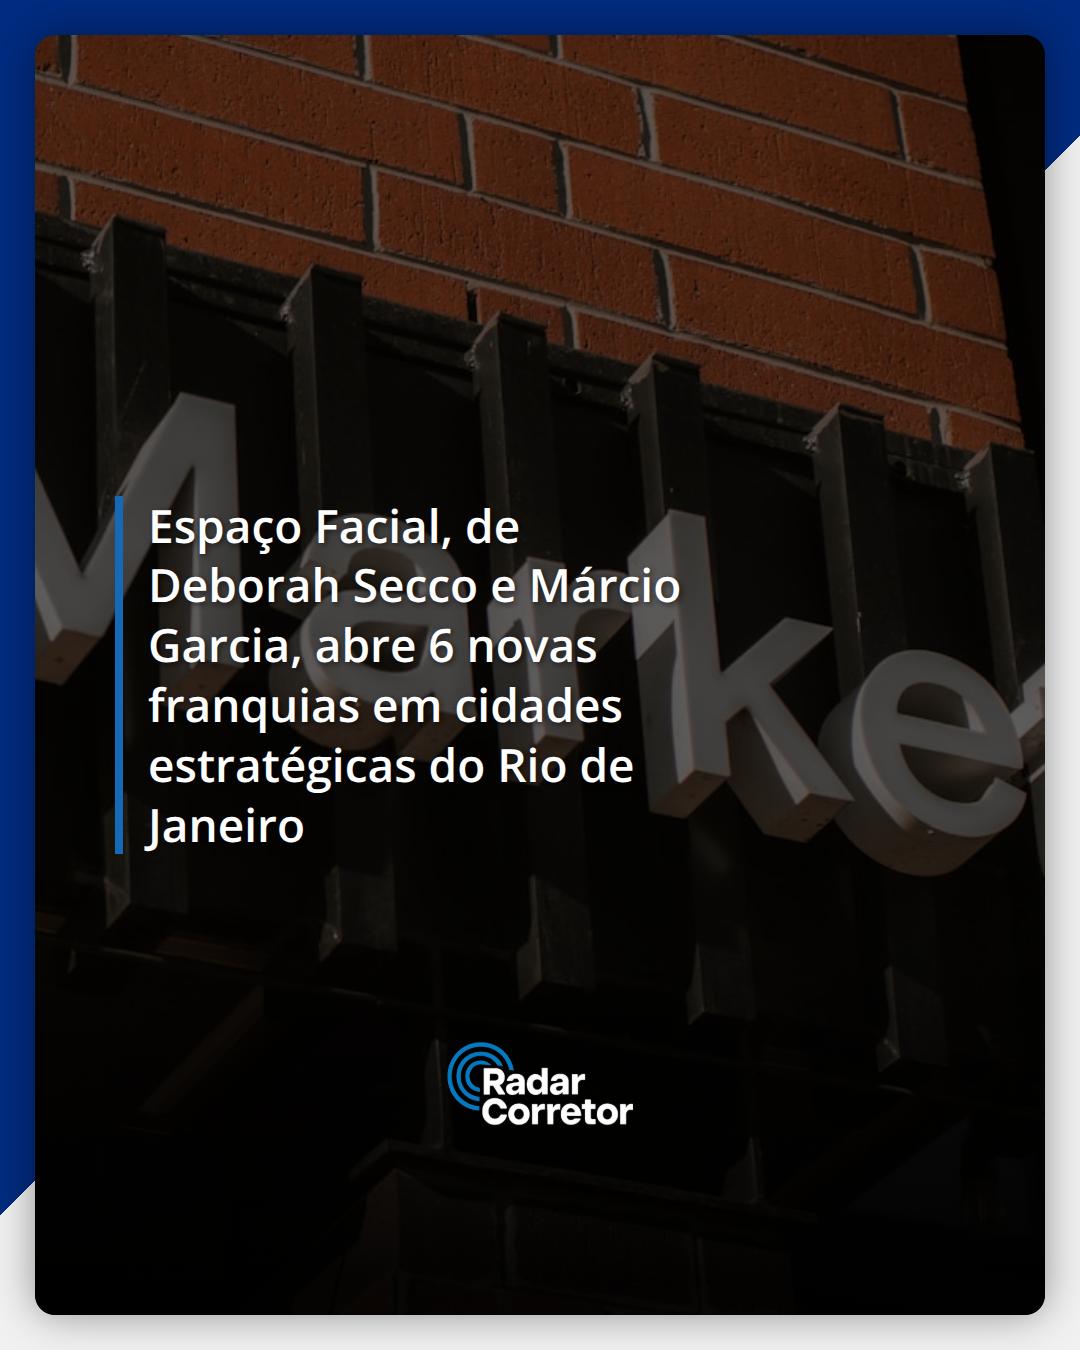 Market
Espaço Facial, de
Deborah Secco e Márcio
Garcia, abre 6 novas
franquias em cidades
estratégicas do Rio de
Janeiro
Radar
Corretor